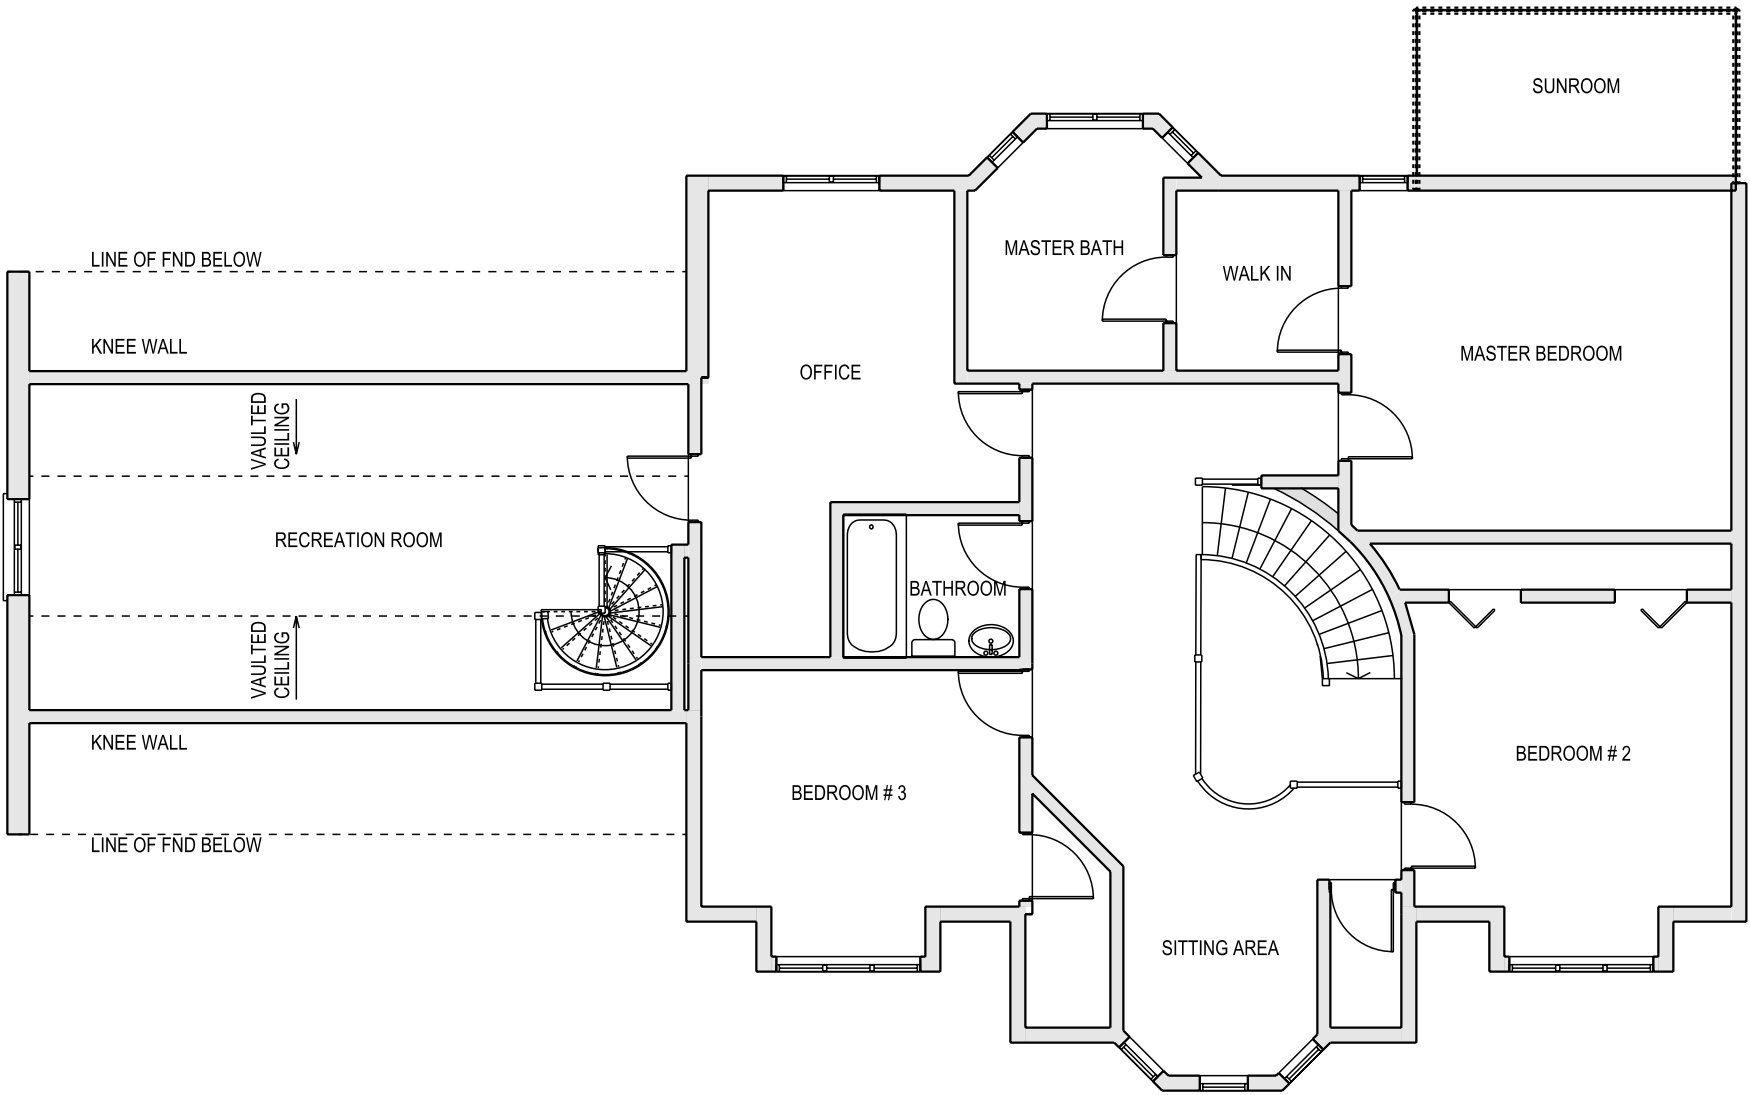 SUNROOM
MASTER BATH
LINE OF FND BELOW
WALK IN
KNEE WALL
MASTER BEDROOM
OFFICE
VAULTED
CEILING
RECREATION ROOM
BATHROOM
VAULTED
CEILING
KNEE WALL
BEDROOM # 2
BEDROOM # 3
LINE OF FND BELOW
SITTING AREA